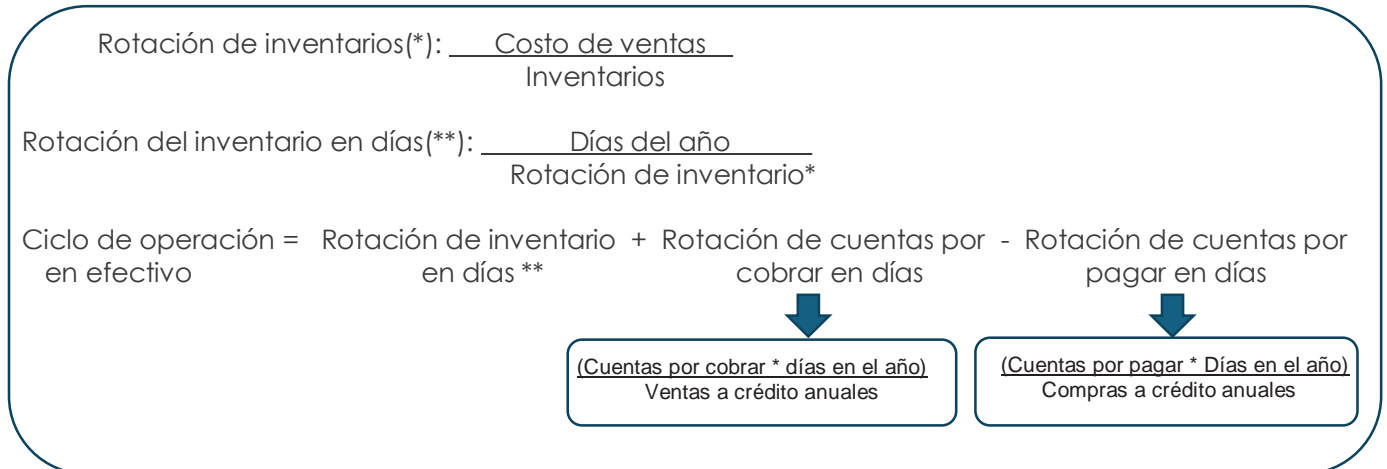 Rotación de inventarios(*): Costo de ventas
Inventarios
Rotación del inventario en días(**): Días del año
Rotación de inventario*
Ciclo de operación = Rotación de inventario + Rotación de cuentas por - Rotación de cuentas por
en efectivo en días ** cobrar en días pagar en días
(Cuentas por cobrar * días en el año)
Ventas a crédito anuales
(Cuentas por pagar * Días en el año)
Compras a crédito anuales